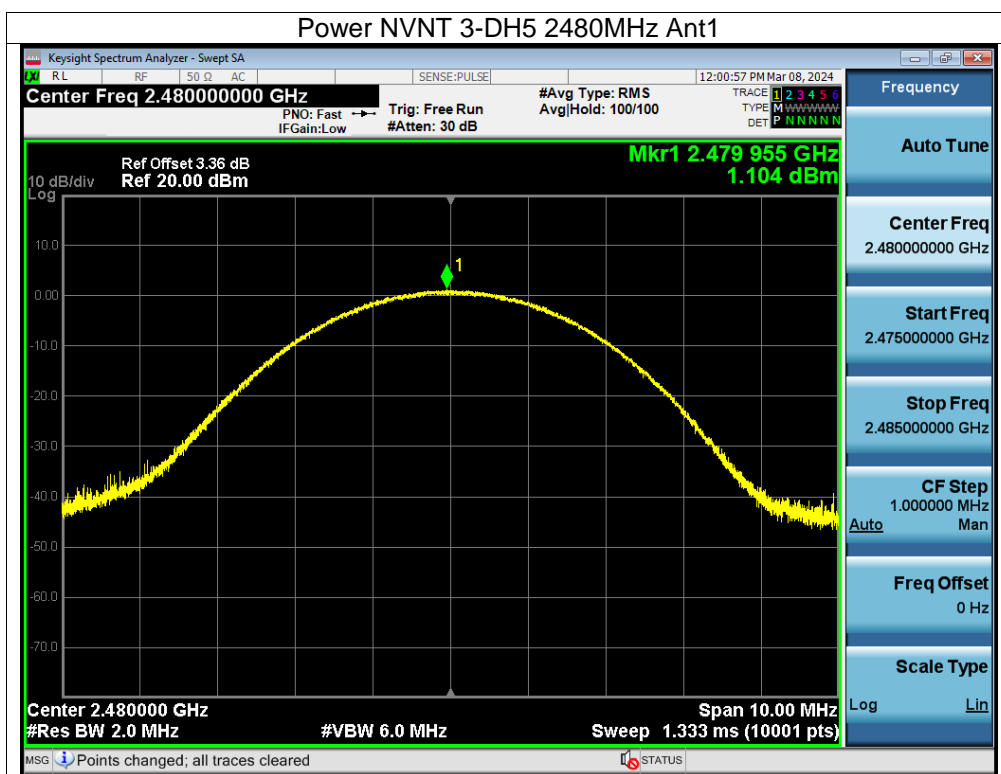 Power NVNT 3-DH5 2480MHz Ant1
Keysight Spectrum Analyzer - Swept SA
LXI RL RF 50 Ω AC SENSE:PULSE 12:00:57 PM Mar 08, 2024
Center Freq 2.480000000 GHz
PNO: Fast
IFGain:Low
Trig: Free Run
#Atten: 30 dB
#Avg Type: RMS
Avg|Hold: 100/100
TRACE 1 2 3 4 5 6
TYPE M WWWWW
DET P N N N N N
Mkr1 2.479 955 GHz
1.104 dBm
Ref Offset 3.36 dB
10 dB/div Ref 20.00 dBm
Log
10.0
0.00
-10.0
-20.0
-30.0
-40.0
-50.0
-60.0
-70.0
1
Center 2.480000 GHz Span 10.00 MHz
#Res BW 2.0 MHz #VBW 6.0 MHz Sweep 1.333 ms (10001 pts)
MSG Points changed; all traces cleared STATUS
Frequency
Auto Tune
Center Freq
2.480000000 GHz
Start Freq
2.475000000 GHz
Stop Freq
2.485000000 GHz
CF Step
1.000000 MHz
Auto Man
Freq Offset
0 Hz
Scale Type
Log Lin